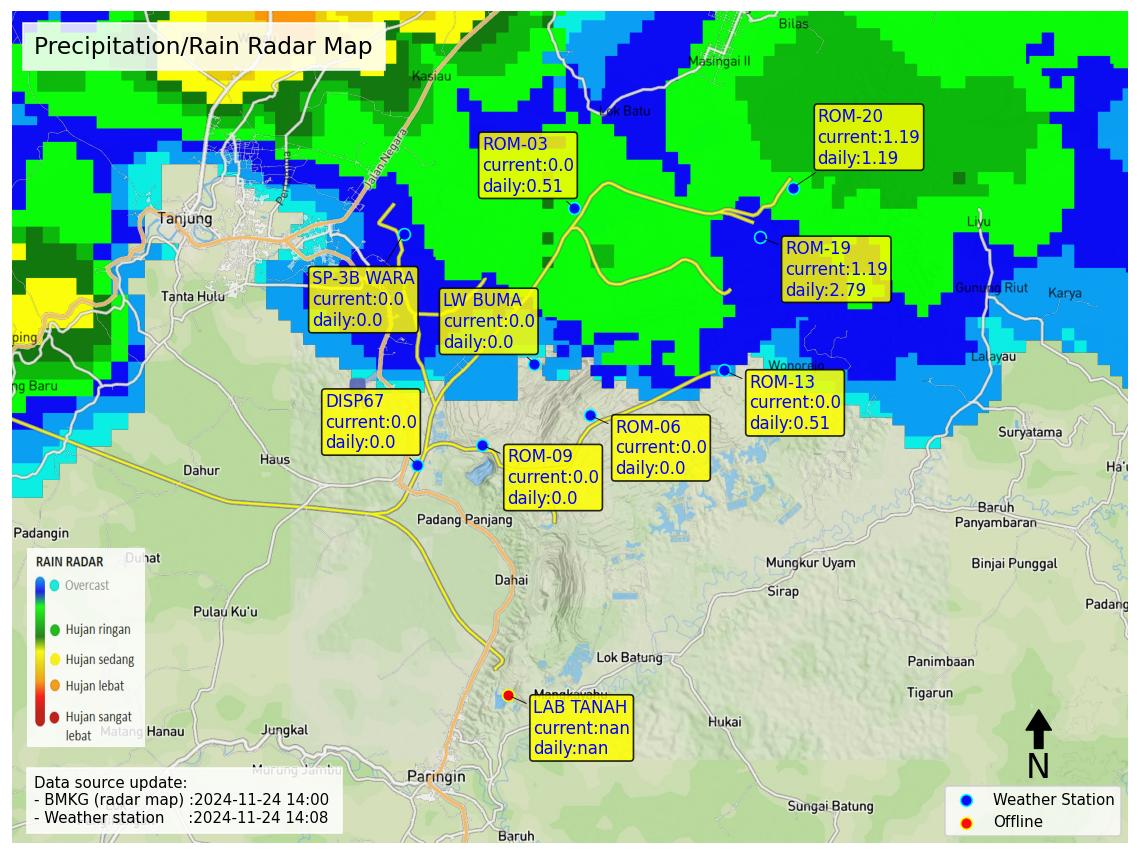 Precipitation/Rain Radar Map
Bilas
Masingai II
Kasiau
Lok Batu
ROM-20
current:1.19
daily:1.19
ROM-03
current:0.0
daily:0.51
Jalan Negara
Tanjung
Liyu
ROM-19
current:1.19
daily:2.79
SP-3B WARA
current:0.0
daily:0.0
LW BUMA
current:0.0
daily:0.0
Tanta Hulu
Gunung Riut
Karya
ping
Lalayau
Wonorejo
ng Baru
ROM-13
current:0.0
daily:0.51
DISP67
current:0.0
daily:0.0
ROM-06
current:0.0
daily:0.0
Suryatama
ROM-09
current:0.0
daily:0.0
Haus
Dahur
Ha'u
Baruh
Panyambaran
Padang Panjang
Padangin
Duhat
Mungkur Uyam
Binjai Punggal
Dahai
Sirap
Padang
Pulau Ku'u
RAIN RADAR
Overcast
Hujan ringan
Hujan sedang
Hujan lebat
Hujan sangat
lebat
Lok Batung
Panimbaan
Tigarun
LAB TANAH
current:nan
daily:nan
Hukai
Matang Hanau
Jungkal
Murung Jambu
Paringin
N
Data source update:
- BMKG (radar map) :2024-11-24 14:00
- Weather station :2024-11-24 14:08
Weather Station
Offline
Sungai Batung
Baruh